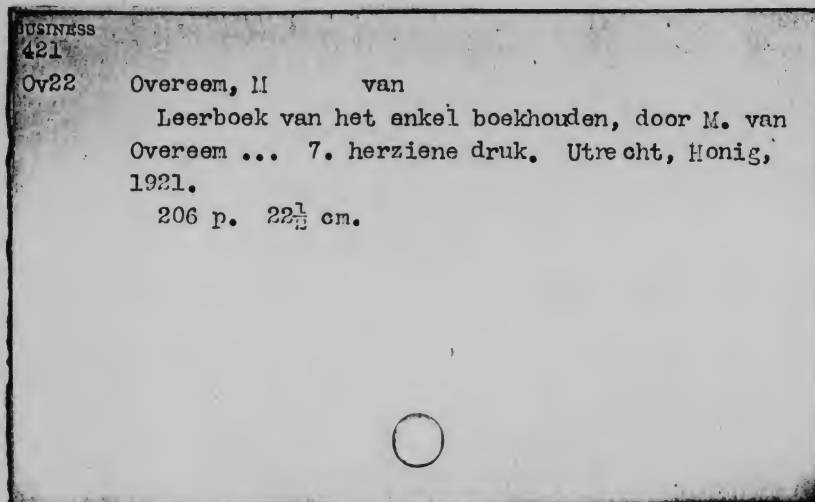 BUSINESS
421
Ov22 Overeem, M van
Leerboek van het enkel boekhouden, door M. van
Overeem ... 7. herziene druk. Utrecht, Honig,
1921.
206 p. 22½ cm.